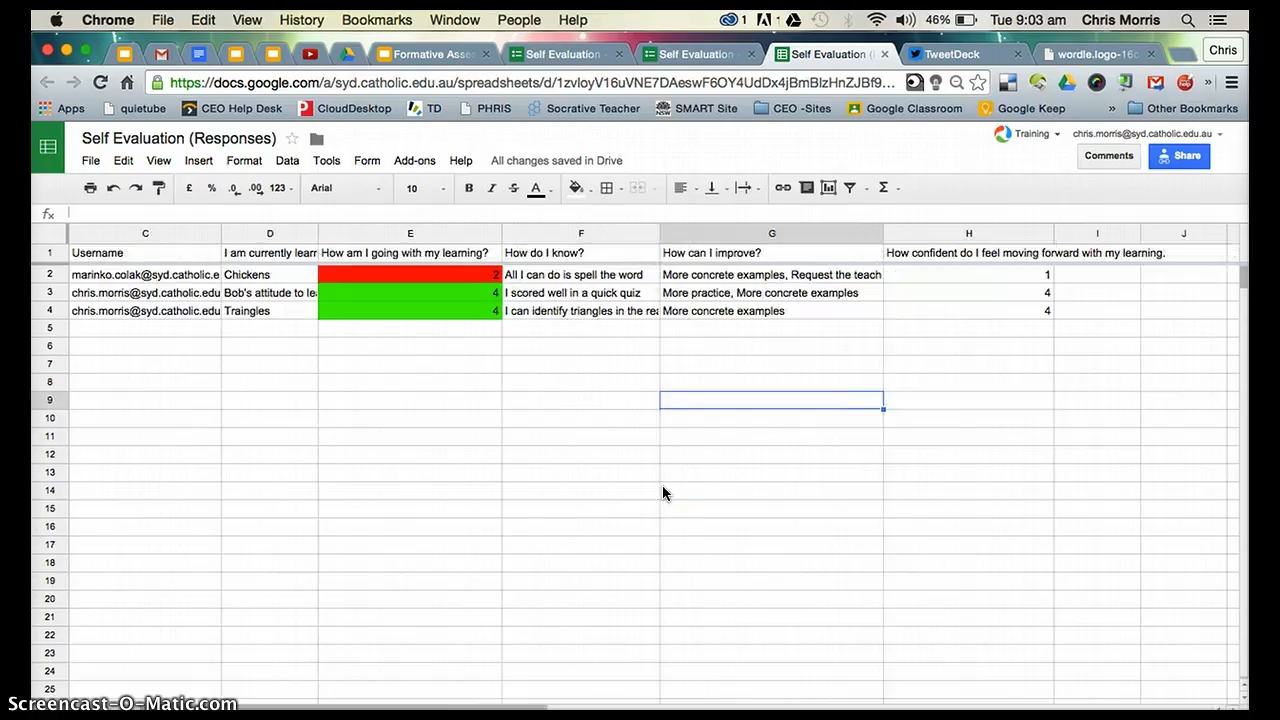 Chrome File Edit View History Bookmarks Window People Help 1 46% Tue 9:03 am Chris Morris
Formative Asse Self Evaluation Self Evaluation Self Evaluation ( TweetDeck wordle.logo-16 Chris
https://docs.google.com/a/syd.catholic.edu.au/spreadsheets/d/
Apps quietube CEO Help Desk CloudDesktop TD PHRIS Socrative Teacher SMART Site CEO -Sites Google Classroom Google Keep » Other Bookmarks
Self Evaluation (Responses) Training chris.morris@syd.catholic.edu.au
File Edit View Insert Format Data Tools Form Add-ons Help All changes saved in Drive Comments Share
£ % .0 .00 123 Arial 10 B I S A Σ
fx
C D E F G H I J
1 Username I am currently learn How am I going with my learning? How do I know? How can I improve? How confident do I feel moving forward with my learning.
2 marinko.colak@syd.catholic.e Chickens 2 All I can do is spell the word More concrete examples, Request the teach 1
3 chris.morris@syd.catholic.edu Bob's attitude to lea 4 I scored well in a quick quiz More practice, More concrete examples 4
4 chris.morris@syd.catholic.edu Traingles 4 I can identify triangles in the rea More concrete examples 4
5
6
7
8
9
10
11
12
13
14
15
16
17
18
19
20
21
22
23
24
25
Screencast-O-Matic.com